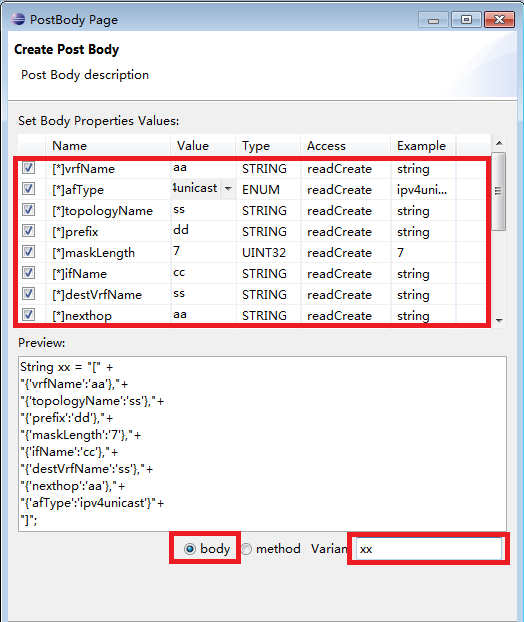 PostBody Page
Create Post Body
Post Body description
Set Body Properties Values:
Name Value Type Access Example
[*]vrfName aa STRING readCreate string
[*]afType 4unicast ENUM readCreate ipv4uni...
[*]topologyName ss STRING readCreate string
[*]prefix dd STRING readCreate string
[*]maskLength 7 UINT32 readCreate 7
[*]ifName cc STRING readCreate string
[*]destVrfName ss STRING readCreate string
[*]nexthop aa STRING readCreate string
Preview:
String xx = "[" +
"{'vrfName':'aa'},"+
"{'topologyName':'ss'},"+
"{'prefix':'dd'},"+
"{'maskLength':'7'},"+
"{'ifName':'cc'},"+
"{'destVrfName':'ss'},"+
"{'nexthop':'aa'},"+
"{'afType':'ipv4unicast'}"+
"]";
body method Varian xx